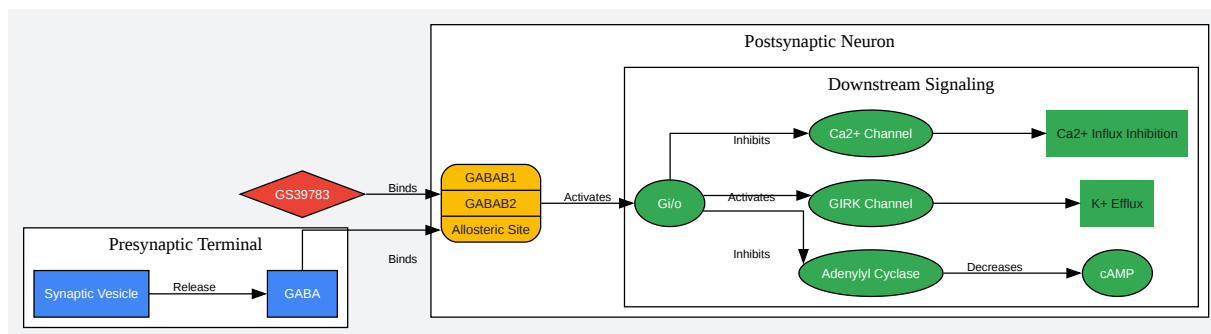 Postsynaptic Neuron
Downstream Signaling
Ca2+ Channel
Ca2+ Influx Inhibition
Inhibits
GABAB1
GS39783
Binds
GABAB2
Activates
Gi/o
Activates
GIRK Channel
K+ Efflux
Allosteric Site
Presynaptic Terminal
Binds
Inhibits
Synaptic Vesicle
Release
GABA
Adenylyl Cyclase
Decreases
cAMP